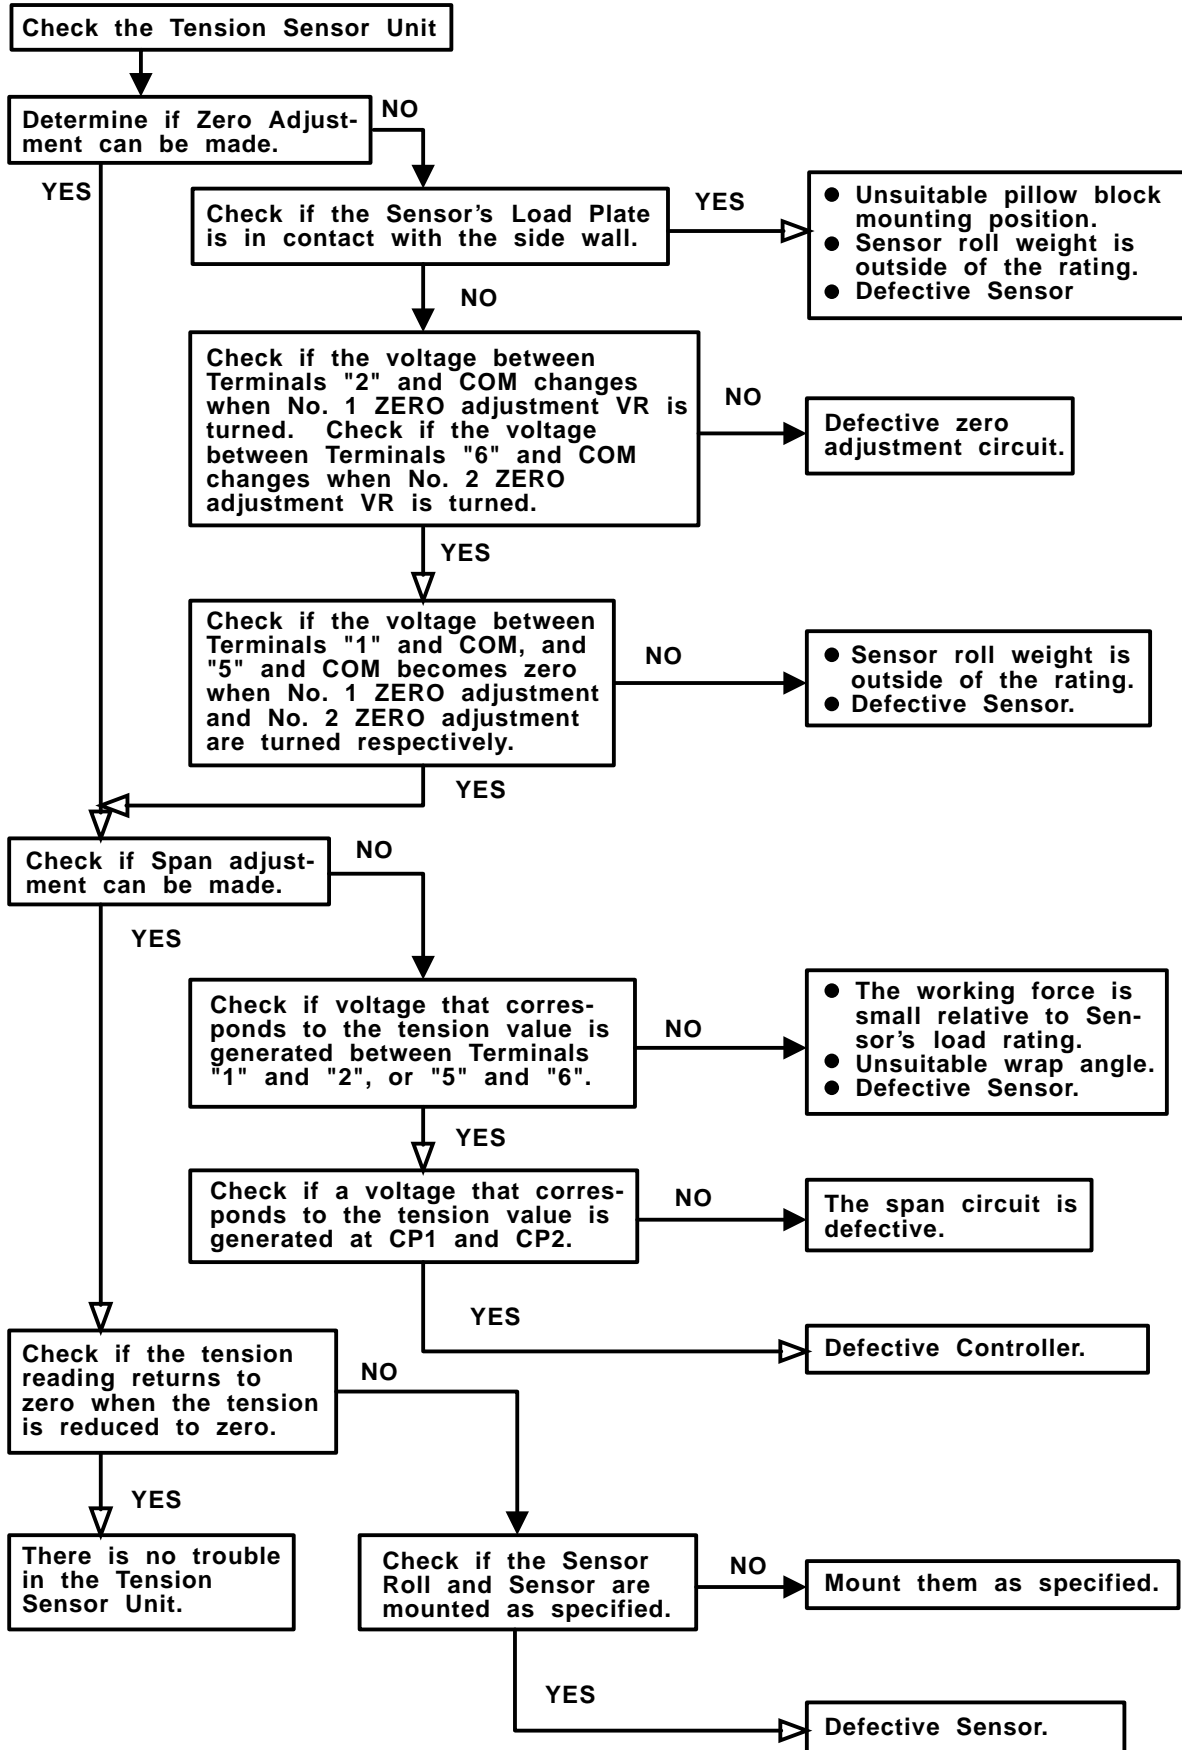 Check the Tension Sensor Unit
Determine if Zero Adjust-
ment can be made.
NO
YES
Check if the Sensor’s Load Plate
is in contact with the side wall.
YES
● Unsuitable pillow block
mounting position.
● Sensor roll weight is
outside of the rating.
● Defective Sensor
NO
Check if the voltage between
Terminals "2" and COM changes
when No. 1 ZERO adjustment VR is
turned. Check if the voltage
between Terminals "6" and COM
changes when No. 2 ZERO
adjustment VR is turned.
NO
Defective zero
adjustment circuit.
YES
Check if the voltage between
Terminals "1" and COM, and
"5" and COM becomes zero
when No. 1 ZERO adjustment
and No. 2 ZERO adjustment
are turned respectively.
NO
● Sensor roll weight is
outside of the rating.
● Defective Sensor.
YES
Check if Span adjust-
ment can be made.
NO
YES
Check if voltage that corres-
ponds to the tension value is
generated between Terminals
"1" and "2", or "5" and "6".
NO
● The working force is
small relative to Sen-
sor’s load rating.
● Unsuitable wrap angle.
● Defective Sensor.
YES
Check if a voltage that corres-
ponds to the tension value is
generated at CP1 and CP2.
NO
The span circuit is
defective.
YES
Defective Controller.
Check if the tension
reading returns to
zero when the tension
is reduced to zero.
NO
YES
There is no trouble
in the Tension
Sensor Unit.
Check if the Sensor
Roll and Sensor are
mounted as specified.
NO
Mount them as specified.
YES
Defective Sensor.